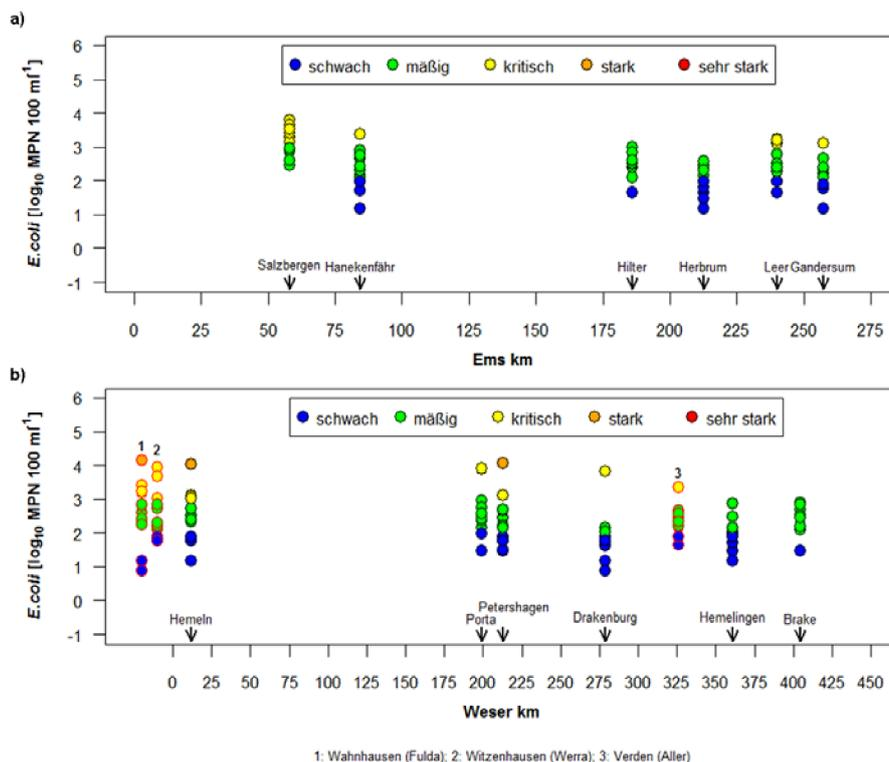 a)
schwach mäßig kritisch stark sehr stark
E.coli [log10 MPN 100 ml-1]
6
5
4
3
2
1
0
-1
Salzbergen Hanekenfähr Hilter Herbrum Leer Gandersum
0 25 50 75 100 125 150 175 200 225 250 275
Ems km
b)
schwach mäßig kritisch stark sehr stark
E.coli [log10 MPN 100 ml-1]
6
5
4
3
2
1
0
-1
1 2 3
Hemeln Porta Petershagen Drakenburg Hemelingen Brake
0 25 50 75 100 125 150 175 200 225 250 275 300 325 350 375 400 425 450
Weser km
1: Wahnhausen (Fulda); 2: Witzenhausen (Werra); 3: Verden (Aller)